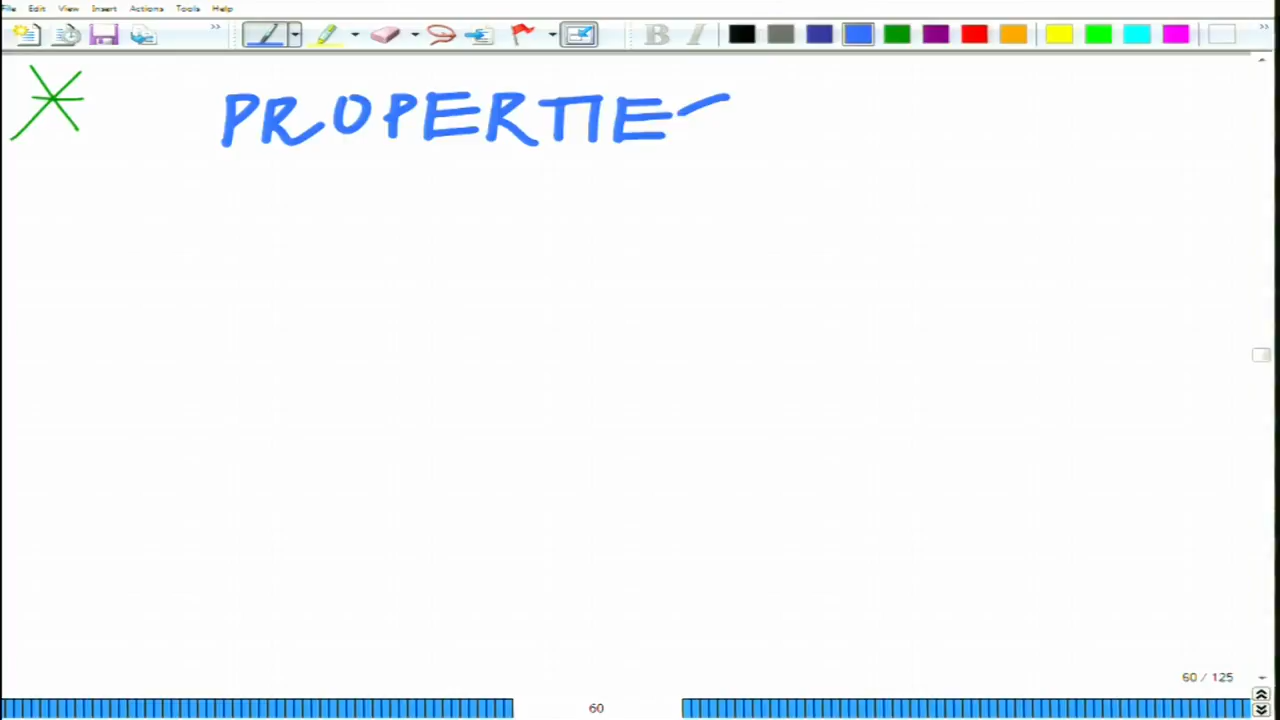 File Edit View Insert Actions Tools Help
B I
PROPERTIE
60 / 125
60